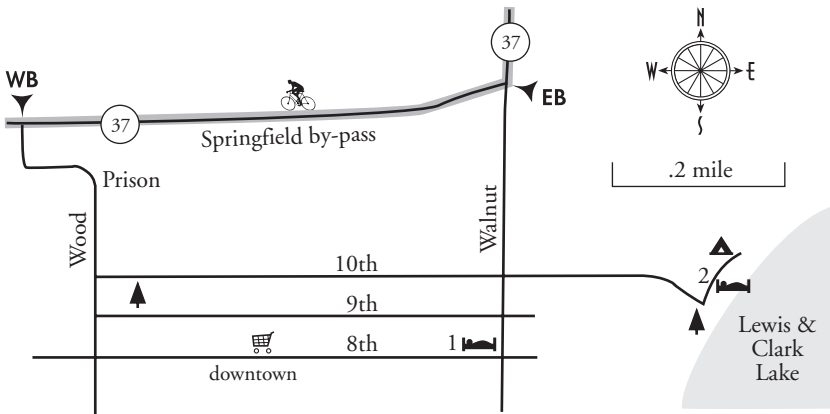 N
37
WB
W
E
EB
37
S
Springfield by-pass
.2 mile
Prison
Wood
Walnut
10th
2
9th
Lewis &
Clark
Lake
8th
1
downtown